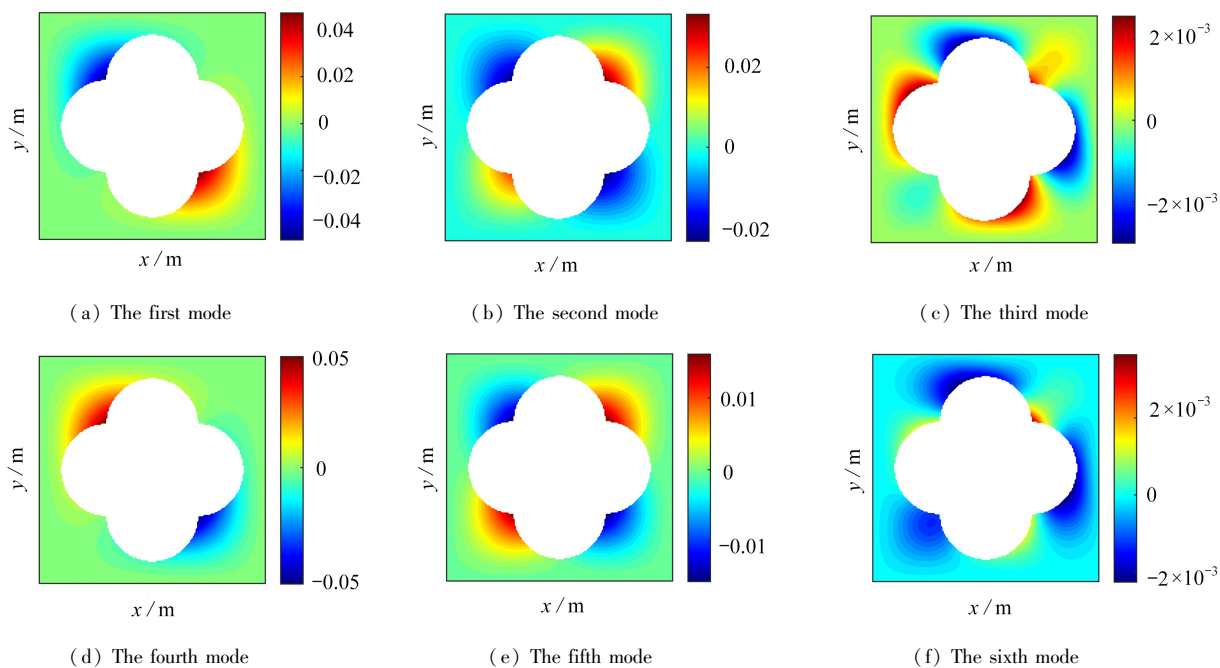 0.04
0.02
0
−0.02
−0.04
y/m
x/m
(a) The first mode
0.02
0
−0.02
y/m
x/m
(b) The second mode
2×10⁻³
0
−2×10⁻³
y/m
x/m
(c) The third mode
0.05
0
−0.05
y/m
x/m
(d) The fourth mode
0.01
0
−0.01
y/m
x/m
(e) The fifth mode
2×10⁻³
0
−2×10⁻³
y/m
x/m
(f) The sixth mode